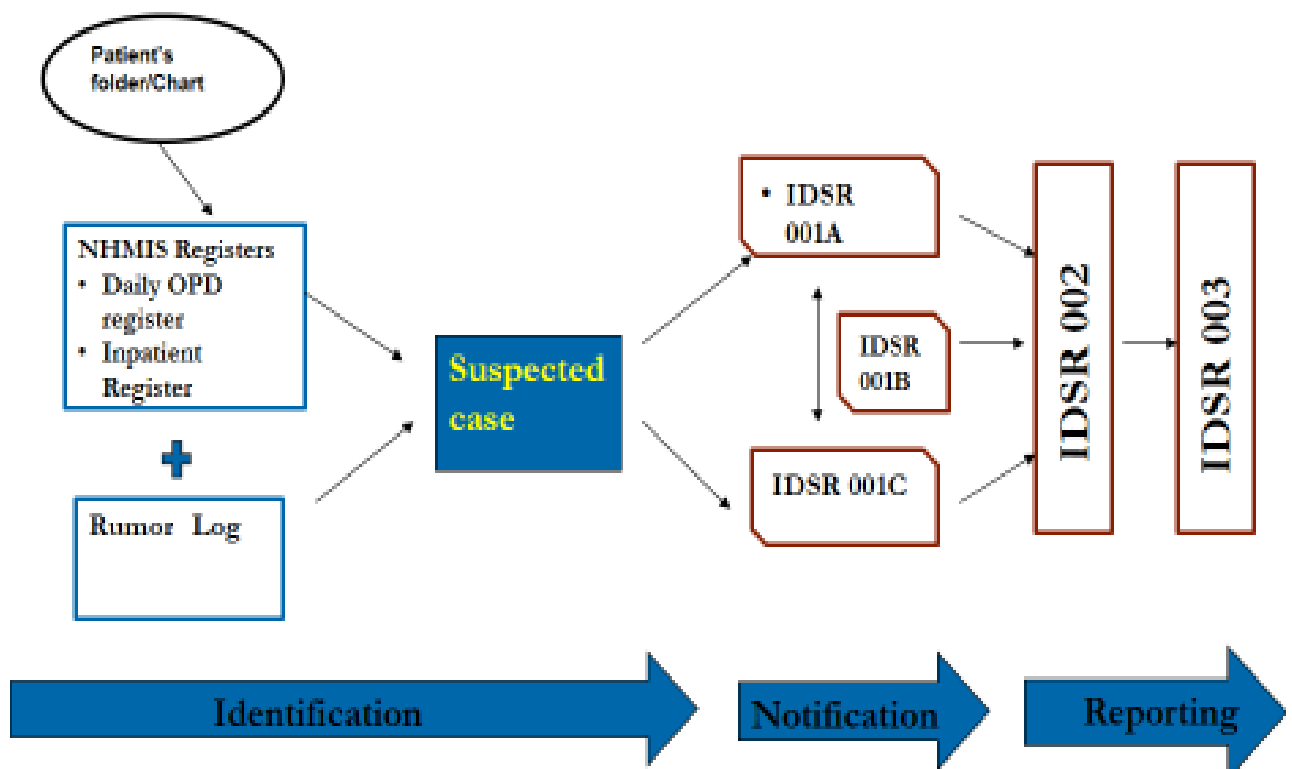 Patient's
folder/Chart
NHMIS Registers
• Daily OPD
register
• Inpatient
Register
Rumor Log
Suspected
case
• IDSR
001A
IDSR
001B
IDSR 001C
IDSR 002
IDSR 003
Identification
Notification
Reporting